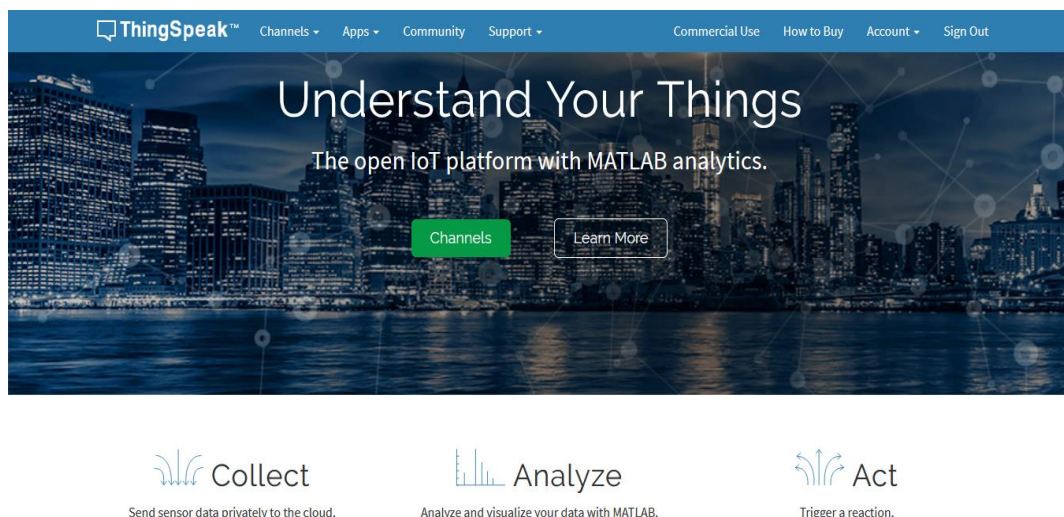 ThingSpeak™ Channels Apps Community Support Commercial Use How to Buy Account Sign Out
Understand Your Things
The open IoT platform with MATLAB analytics.
Channels Learn More
Collect Analyze Act
Send sensor data privately to the cloud. Analyze and visualize your data with MATLAB. Trigger a reaction.